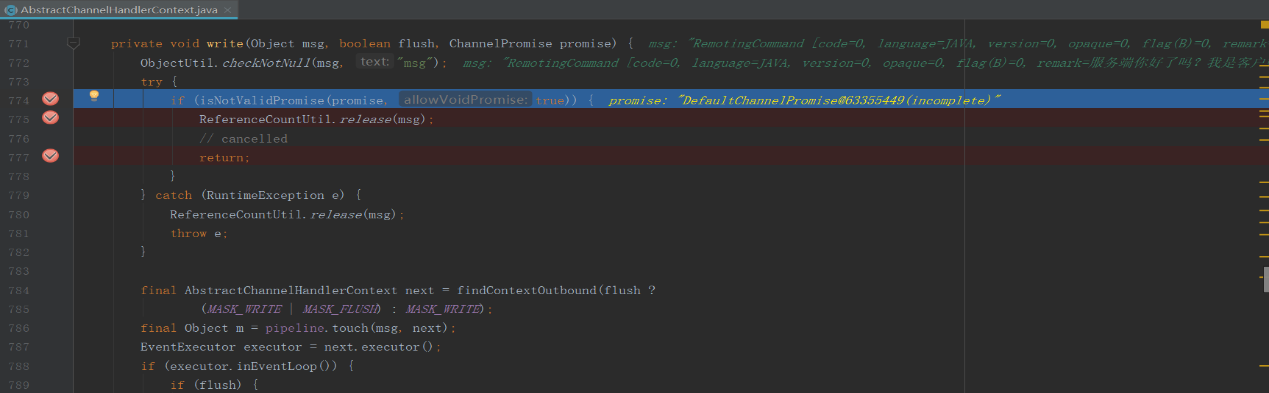 AbstractChannelHandlerContext.java ×
770
771 private void write(Object msg, boolean flush, ChannelPromise promise) { msg: "RemotingCommand [code=0, language=JAVA, version=0, opaque=0, flag(B)=0, remark
772 ObjectUtil.checkNotNull(msg, text: "msg"); msg: "RemotingCommand [code=0, language=JAVA, version=0, opaque=0, flag(B)=0, remark=服务端你好了吗? 我是客户
773 try {
774 if (isNotValidPromise(promise, allowVoidPromise: true)) { promise: "DefaultChannelPromise@63355449(incomplete)"
775 ReferenceCountUtil.release(msg);
776 // cancelled
777 return;
778 }
779 } catch (RuntimeException e) {
780 ReferenceCountUtil.release(msg);
781 throw e;
782 }
783
784 final AbstractChannelHandlerContext next = findContextOutbound(flush ?
785 (MASK_WRITE | MASK_FLUSH) : MASK_WRITE);
786 final Object m = pipeline.touch(msg, next);
787 EventExecutor executor = next.executor();
788 if (executor.inEventLoop()) {
789 if (flush) {